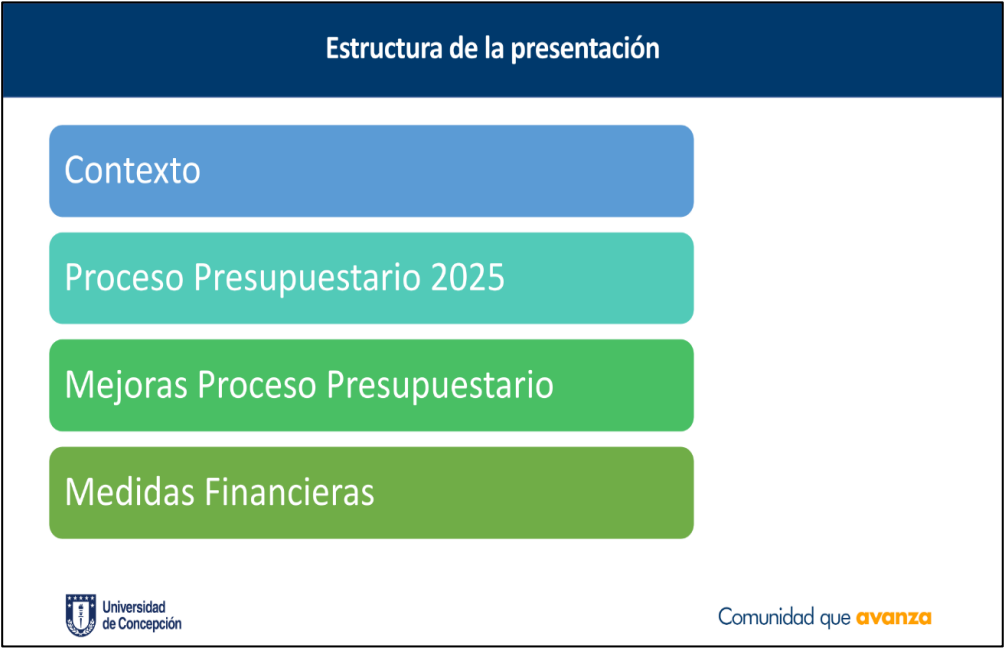 Estructura de la presentación
Contexto
Proceso Presupuestario 2025
Mejoras Proceso Presupuestario
Medidas Financieras
Universidad
de Concepción
Comunidad que avanza